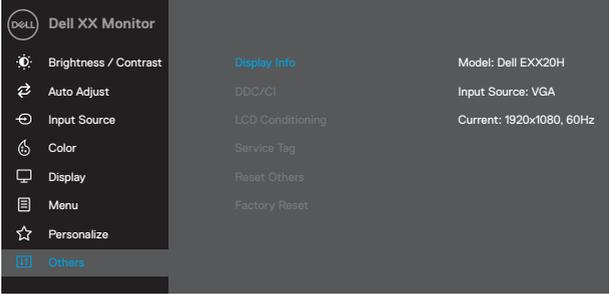 DELL Dell XX Monitor
Brightness / Contrast
Auto Adjust
Input Source
Color
Display
Menu
Personalize
Others
Display Info
DDC/CI
LCD Conditioning
Service Tag
Reset Others
Factory Reset
Model: Dell EXX20H
Input Source: VGA
Current: 1920x1080, 60Hz